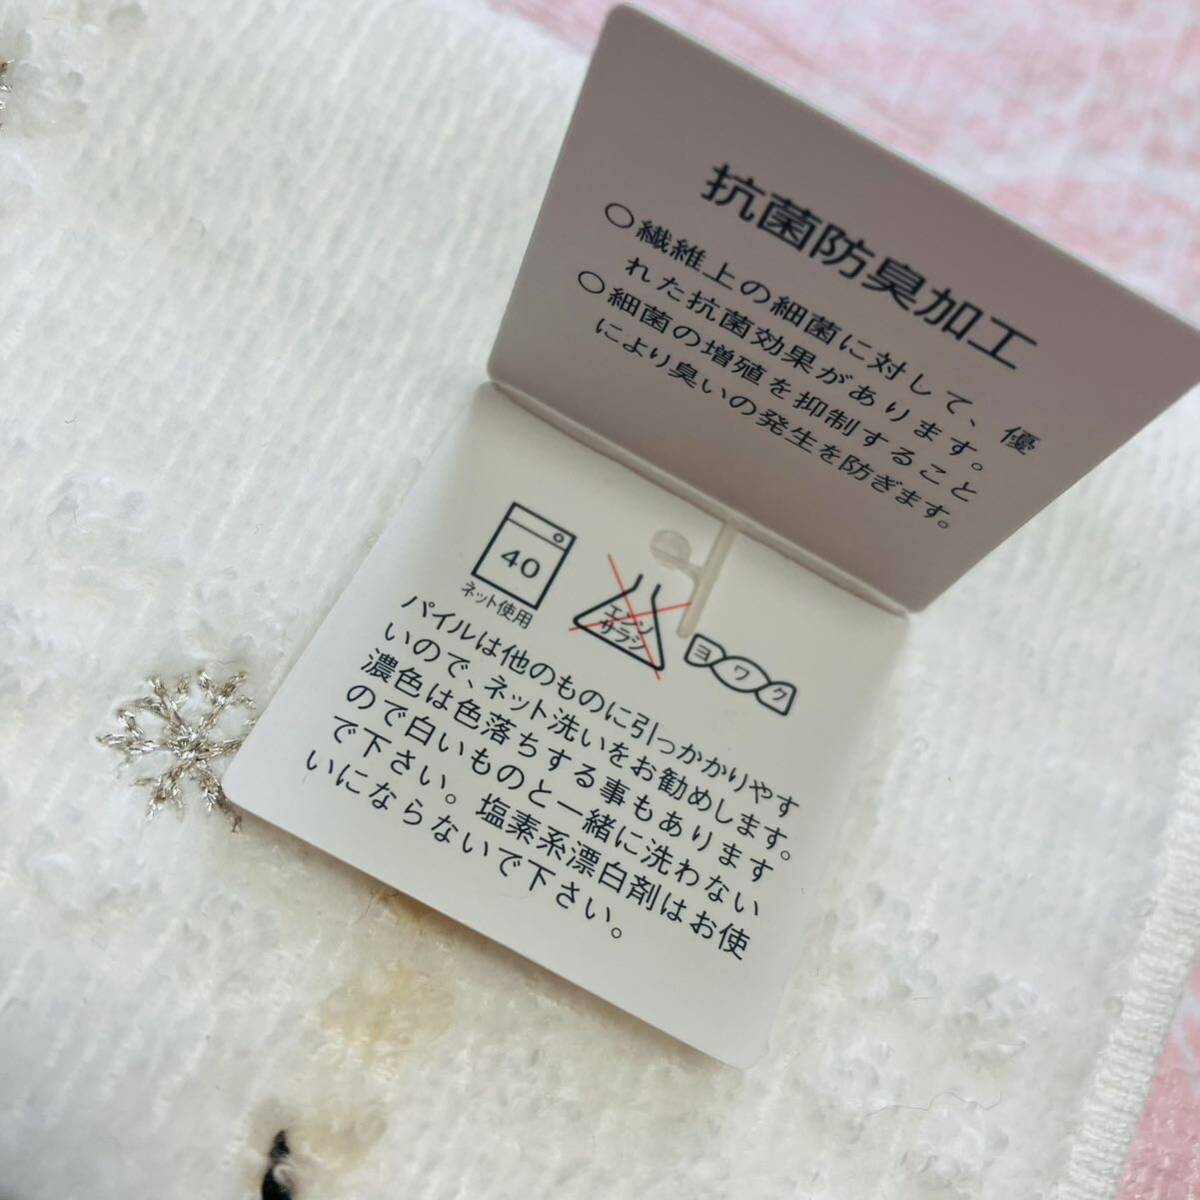 抗菌防臭加工
○繊維上の細菌に対して、優
れた抗菌効果があります。
○細菌の増殖を抑制すること
により臭いの発生を防ぎます。
40
ネット使用
エンソ
サラシ
ヨワク
パイルは他のものに引っかかりやす
いので、ネット洗いをお勧めします。
濃色は色落ちする事もあります
ので白いものと一緒に洗わない
で下さい。塩素系漂白剤はお使
いにならないで下さい。